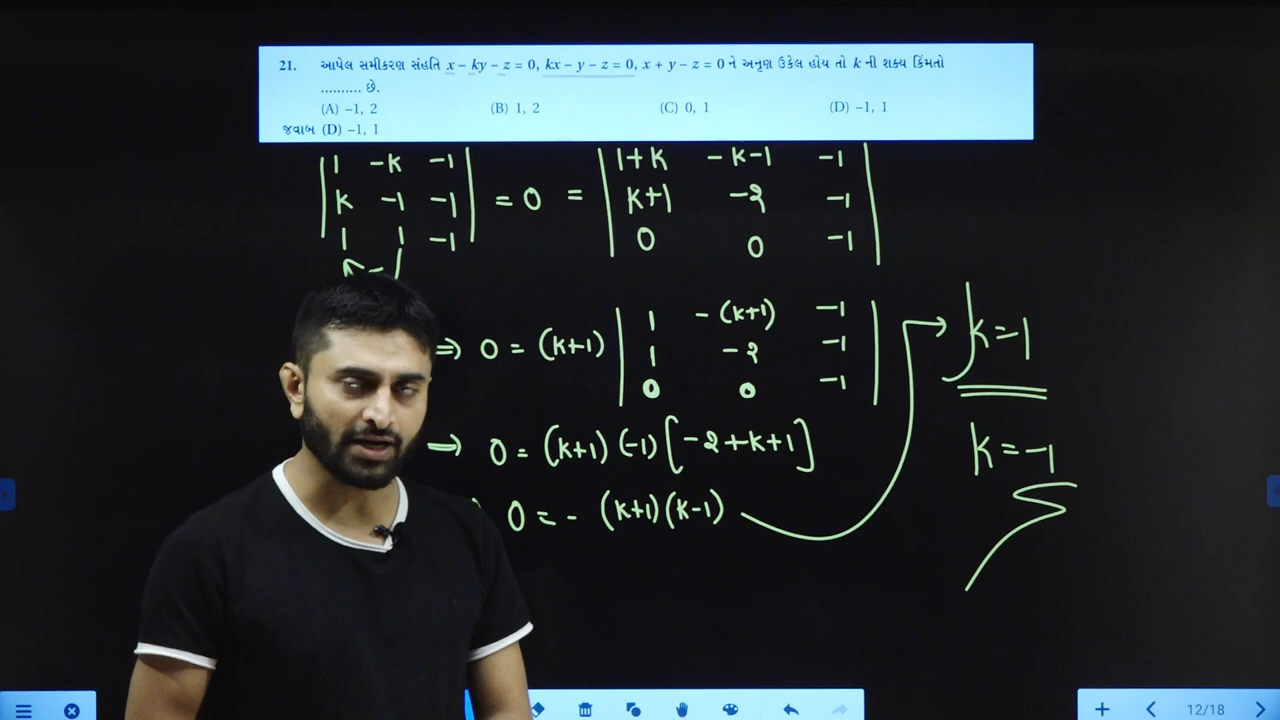 21. આપેલ સમીકરણ સંહતિ x − ky − z = 0, kx − y − z = 0, x + y − z = 0 ને અનૃણ ઉકેલ હોય તો k ની શક્ય કિંમતો
.......... છે.
(A) −1, 2 (B) 1, 2 (C) 0, 1 (D) −1, 1
જવાબ (D) −1, 1
| 1 -k -1 | | 1+k -k-1 -1 |
| k -1 -1 | = 0 = | k+1 -2 -1 |
| 1 1 -1 | | 0 0 -1 |
| 1 -(k+1) -1 |
⇒ 0 = (k+1) | 1 -2 -1 |
| 0 0 -1 |
k=-1
⇒ 0 = (k+1) (-1) [-2+k+1]
k=-1
0 = - (k+1) (k-1)
12/18